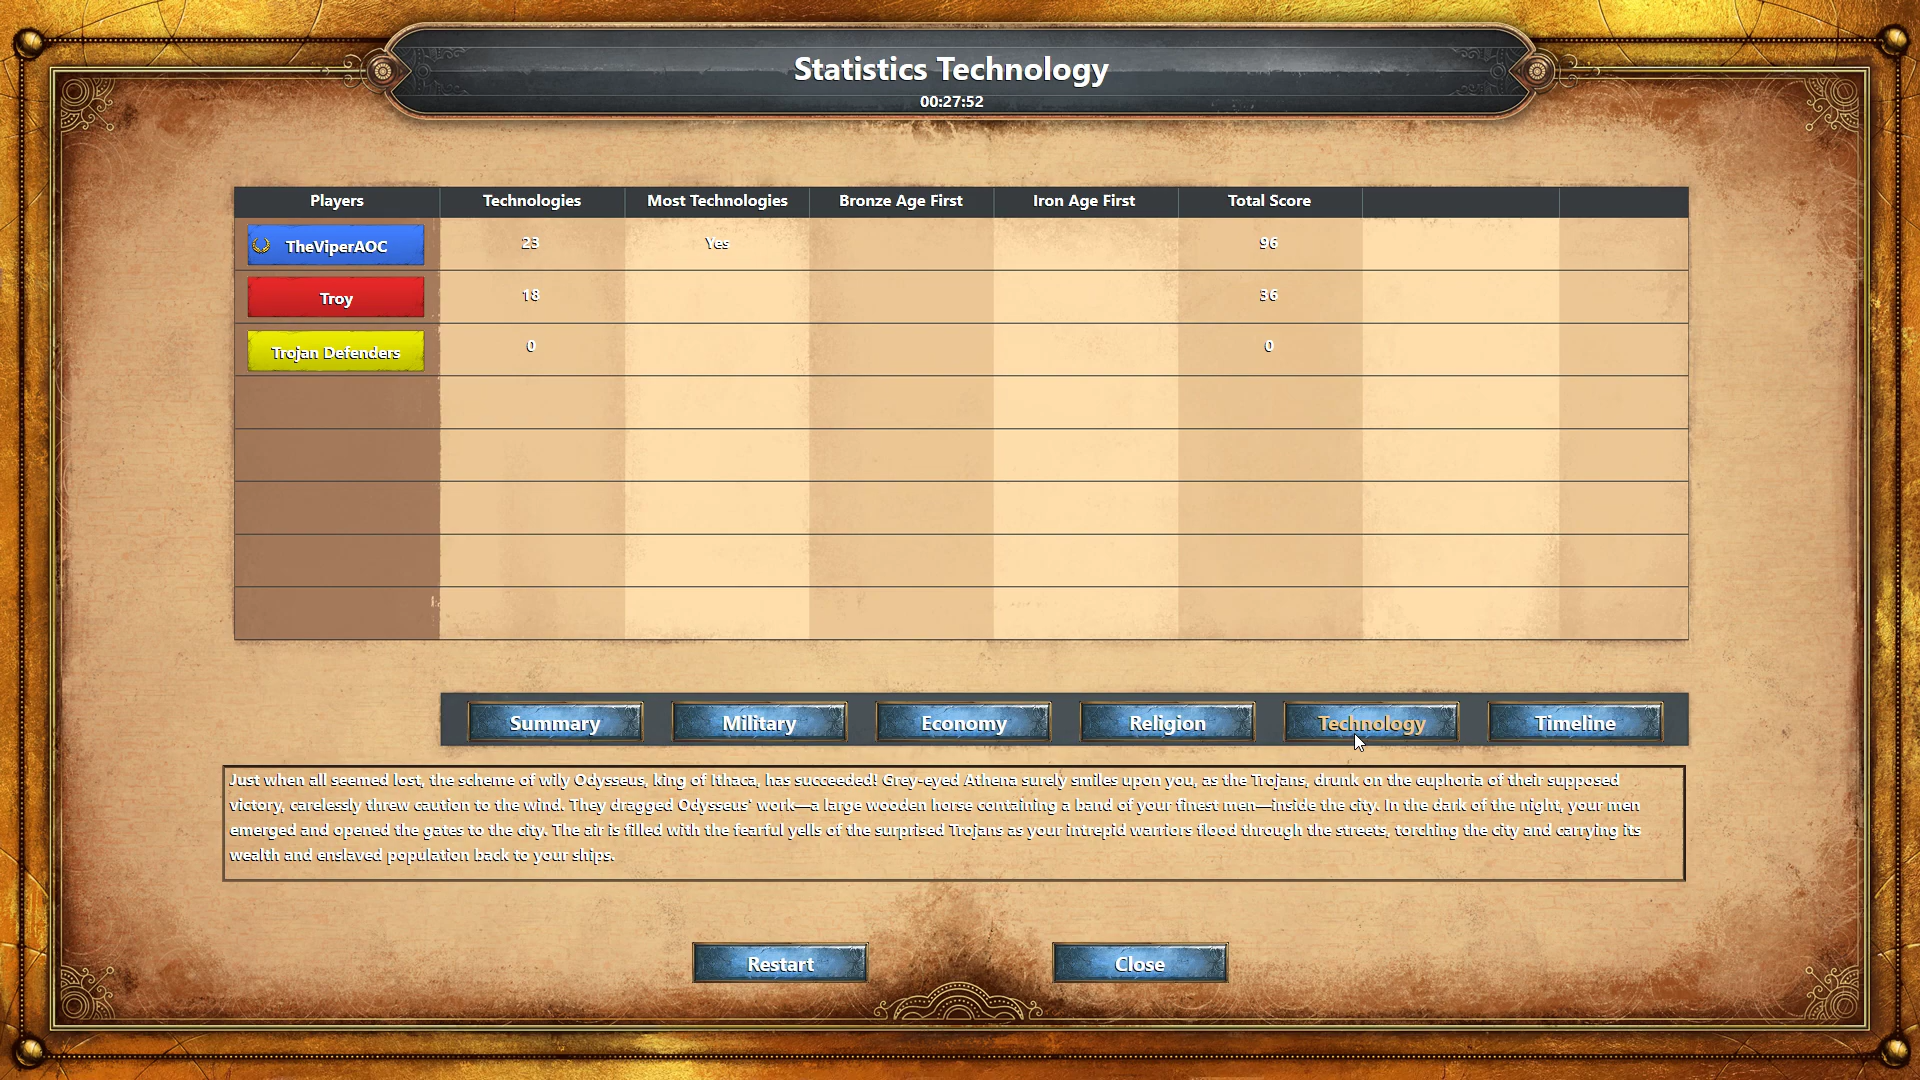 Statistics Technology
00:27:52
Players Technologies Most Technologies Bronze Age First Iron Age First Total Score
TheViperAOC 23 Yes 96
Troy 18 36
Trojan Defenders 0 0
Summary Military Economy Religion Technology Timeline
Just when all seemed lost, the scheme of wily Odysseus, king of Ithaca, has succeeded! Grey-eyed Athena surely smiles upon you, as the Trojans, drunk on the euphoria of their supposed
victory, carelessly threw caution to the wind. They dragged Odysseus' work—a large wooden horse containing a band of your finest men—inside the city. In the dark of the night, your men
emerged and opened the gates to the city. The air is filled with the fearful yells of the surprised Trojans as your intrepid warriors flood through the streets, torching the city and carrying its
wealth and enslaved population back to your ships.
Restart Close